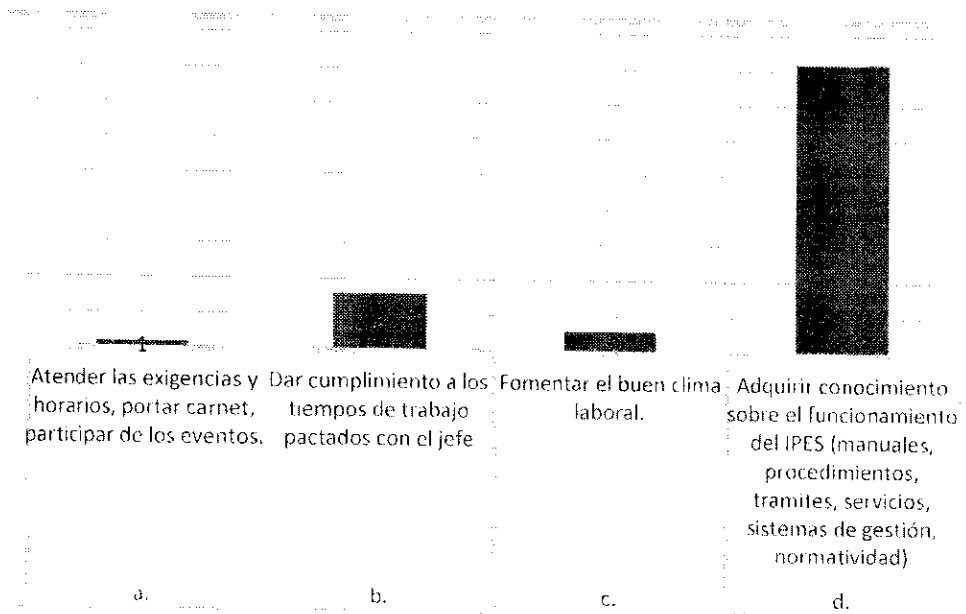 1
Atender las exigencias y
horarios, portar carnet,
participar de los eventos.
Dar cumplimiento a los
tiempos de trabajo
pactados con el jefe
Fomentar el buen clima
laboral.
Adquirir conocimiento
sobre el funcionamiento
del IPES (manuales,
procedimientos,
tramites, servicios,
sistemas de gestión,
normatividad)
a.
b.
c.
d.